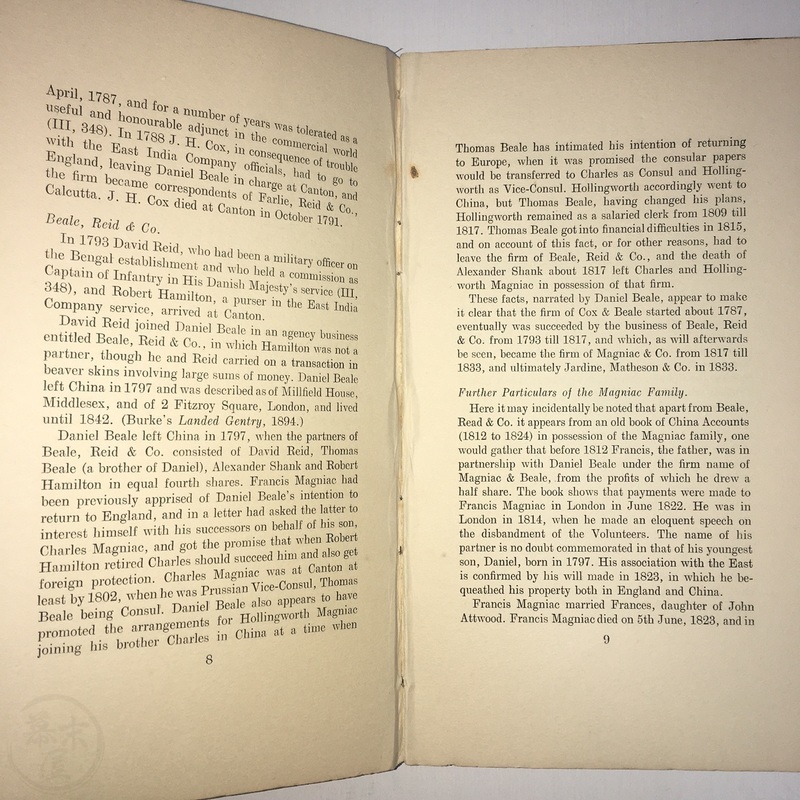 April, 1787, and for a number of years was tolerated as a
useful and honourable adjunct in the commercial world
(III, 348). In 1788 J. H. Cox, in consequence of trouble
with the East India Company officials, had to go to
England, leaving Daniel Beale in charge at Canton, and
the firm became correspondents of Farlie, Reid & Co.,
Calcutta. J. H. Cox died at Canton in October 1791.
Beale, Reid & Co.
In 1793 David Reid, who had been a military officer on
the Bengal establishment and who held a commission as
Captain of Infantry in His Danish Majesty's service (III,
348), and Robert Hamilton, a purser in the East India
Company service, arrived at Canton.
David Reid joined Daniel Beale in an agency business
entitled Beale, Reid & Co., in which Hamilton was not a
partner, though he and Reid carried on a transaction in
beaver skins involving large sums of money. Daniel Beale
left China in 1797 and was described as of Millfield House,
Middlesex, and of 2 Fitzroy Square, London, and lived
until 1842. (Burke's Landed Gentry, 1894.)
Daniel Beale left China in 1797, when the partners of
Beale, Reid & Co. consisted of David Reid, Thomas
Beale (a brother of Daniel), Alexander Shank and Robert
Hamilton in equal fourth shares. Francis Magniac had
been previously apprised of Daniel Beale's intention to
return to England, and in a letter had asked the latter to
interest himself with his successors on behalf of his son,
Charles Magniac, and got the promise that when Robert
Hamilton retired Charles should succeed him and also get
foreign protection. Charles Magniac was at Canton at
least by 1802, when he was Prussian Vice-Consul, Thomas
Beale being Consul. Daniel Beale also appears to have
promoted the arrangements for Hollingworth Magniac
joining his brother Charles in China at a time when
8
幕末屋
Thomas Beale has intimated his intention of returning
to Europe, when it was promised the consular papers
would be transferred to Charles as Consul and Holling-
worth as Vice-Consul. Hollingworth accordingly went to
China, but Thomas Beale, having changed his plans,
Hollingworth remained as a salaried clerk from 1809 till
1817. Thomas Beale got into financial difficulties in 1815,
and on account of this fact, or for other reasons, had to
leave the firm of Beale, Reid & Co., and the death of
Alexander Shank about 1817 left Charles and Holling-
worth Magniac in possession of that firm.
These facts, narrated by Daniel Beale, appear to make
it clear that the firm of Cox & Beale started about 1787,
eventually was succeeded by the business of Beale, Reid
& Co. from 1793 till 1817, and which, as will afterwards
be seen, became the firm of Magniac & Co. from 1817 till
1833, and ultimately Jardine, Matheson & Co. in 1833.
Further Particulars of the Magniac Family.
Here it may incidentally be noted that apart from Beale,
Read & Co. it appears from an old book of China Accounts
(1812 to 1824) in possession of the Magniac family, one
would gather that before 1812 Francis, the father, was in
partnership with Daniel Beale under the firm name of
Magniac & Beale, from the profits of which he drew a
half share. The book shows that payments were made to
Francis Magniac in London in June 1822. He was in
London in 1814, when he made an eloquent speech on
the disbandment of the Volunteers. The name of his
partner is no doubt commemorated in that of his youngest
son, Daniel, born in 1797. His association with the East
is confirmed by his will made in 1823, in which he be-
queathed his property both in England and China.
Francis Magniac married Frances, daughter of John
Attwood. Francis Magniac died on 5th June, 1823, and in
9